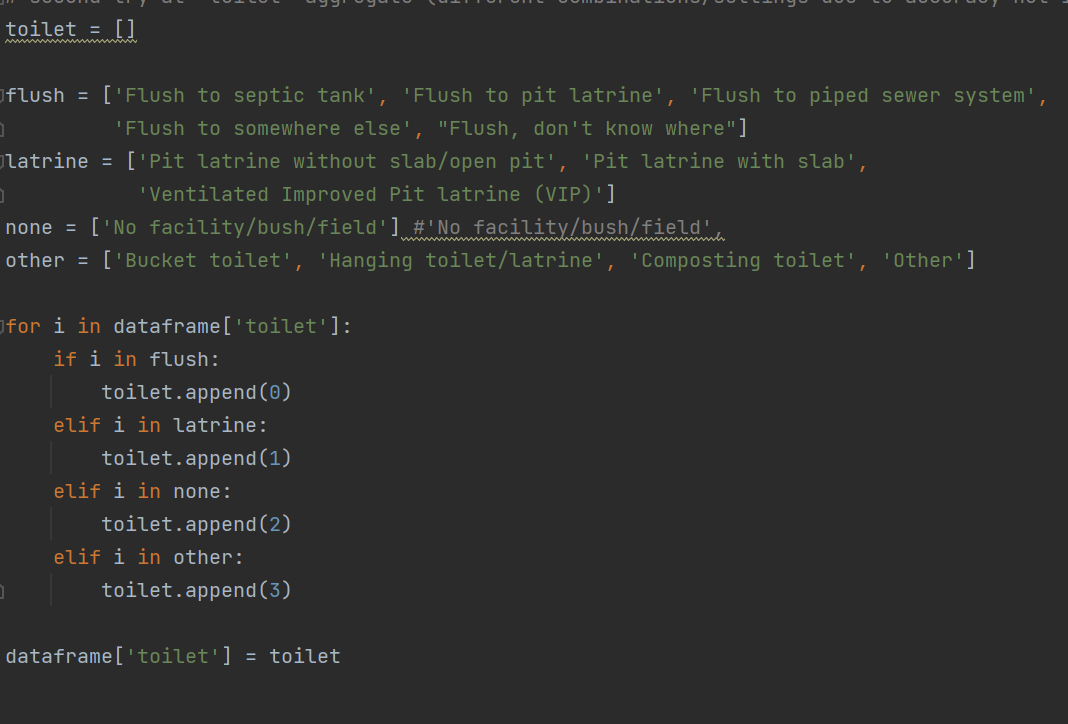 toilet = []
flush = ['Flush to septic tank', 'Flush to pit latrine', 'Flush to piped sewer system',
'Flush to somewhere else', "Flush, don't know where"]
latrine = ['Pit latrine without slab/open pit', 'Pit latrine with slab',
'Ventilated Improved Pit latrine (VIP)']
none = ['No facility/bush/field'] #'No facility/bush/field',
other = ['Bucket toilet', 'Hanging toilet/latrine', 'Composting toilet', 'Other']
for i in dataframe['toilet']:
if i in flush:
toilet.append(0)
elif i in latrine:
toilet.append(1)
elif i in none:
toilet.append(2)
elif i in other:
toilet.append(3)
dataframe['toilet'] = toilet